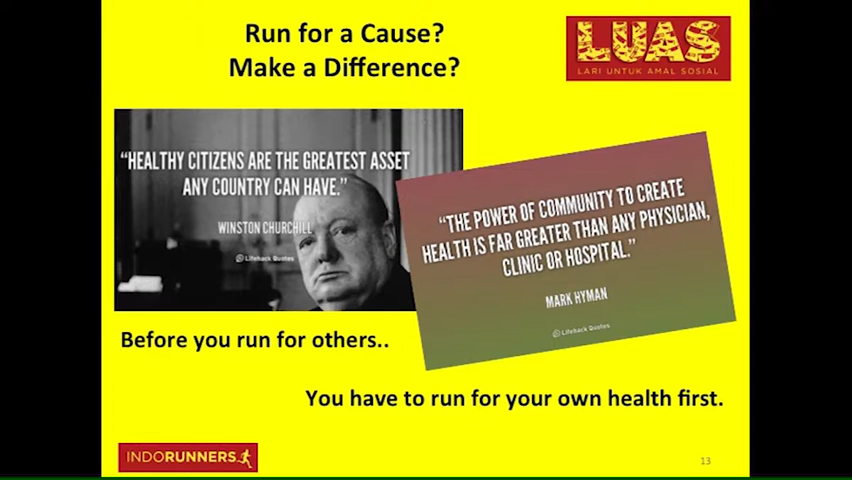 Run for a Cause?
Make a Difference?
LUAS
LARI UNTUK AMAL SOSIAL
“HEALTHY CITIZENS ARE THE GREATEST ASSET
ANY COUNTRY CAN HAVE.”
WINSTON CHURCHILL
Lifehack Quotes
“THE POWER OF COMMUNITY TO CREATE
HEALTH IS FAR GREATER THAN ANY PHYSICIAN,
CLINIC OR HOSPITAL.”
MARK HYMAN
Lifehack Quotes
Before you run for others..
You have to run for your own health first.
INDORUNNERS
13